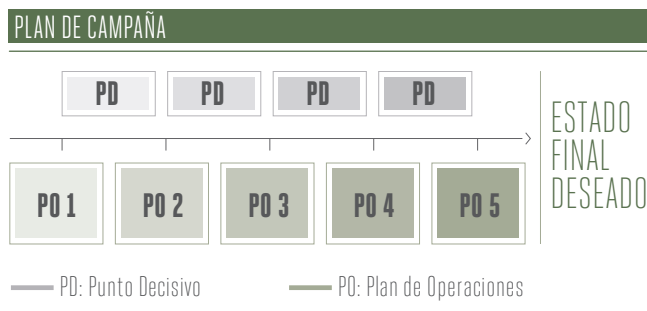 PLAN DE CAMPAÑA
PD PD PD PD
PO 1 PO 2 PO 3 PO 4 PO 5
ESTADO
FINAL
DESEADO
PD: Punto Decisivo PO: Plan de Operaciones